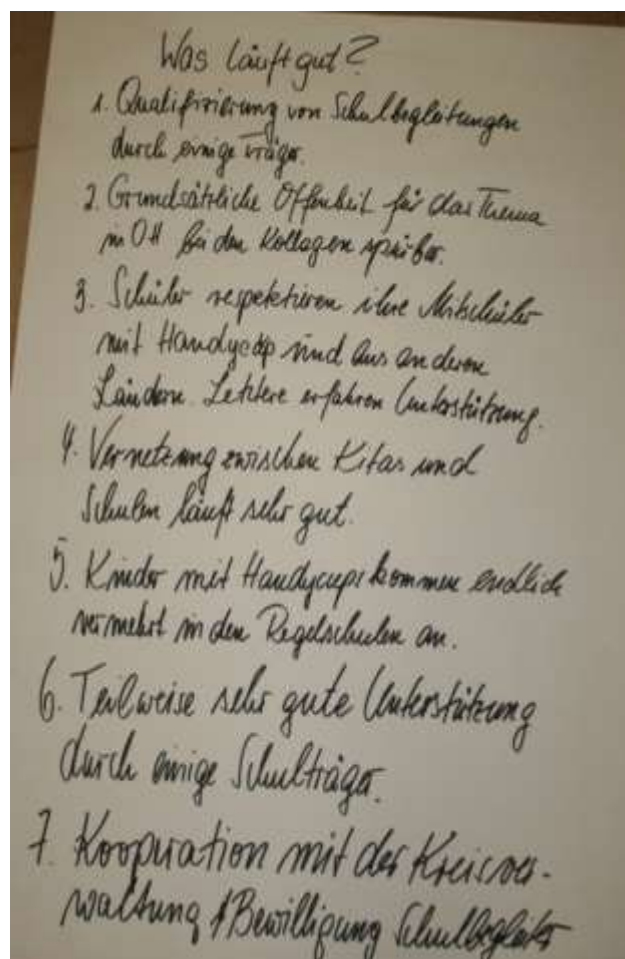 Was läuft gut?
1. Qualifizierung von Schulbegleitungen
durch einige Träger.
2. Grundsätzliche Offenheit für das Thema
in OH bei den Kollegen spürbar.
3. Schüler respektieren ihre Mitschüler
mit Handycap und aus anderen
Ländern. Letztere erfahren Unterstützung.
4. Vernetzung zwischen Kitas und
Schulen läuft sehr gut.
5. Kinder mit Handycaps kommen endlich
vermehrt in den Regelschulen an.
6. Teilweise sehr gute Unterstützung
durch einige Schulträger.
7. Kooperation mit der Kreisver-
waltung / Bewilligung Schulbegleiter